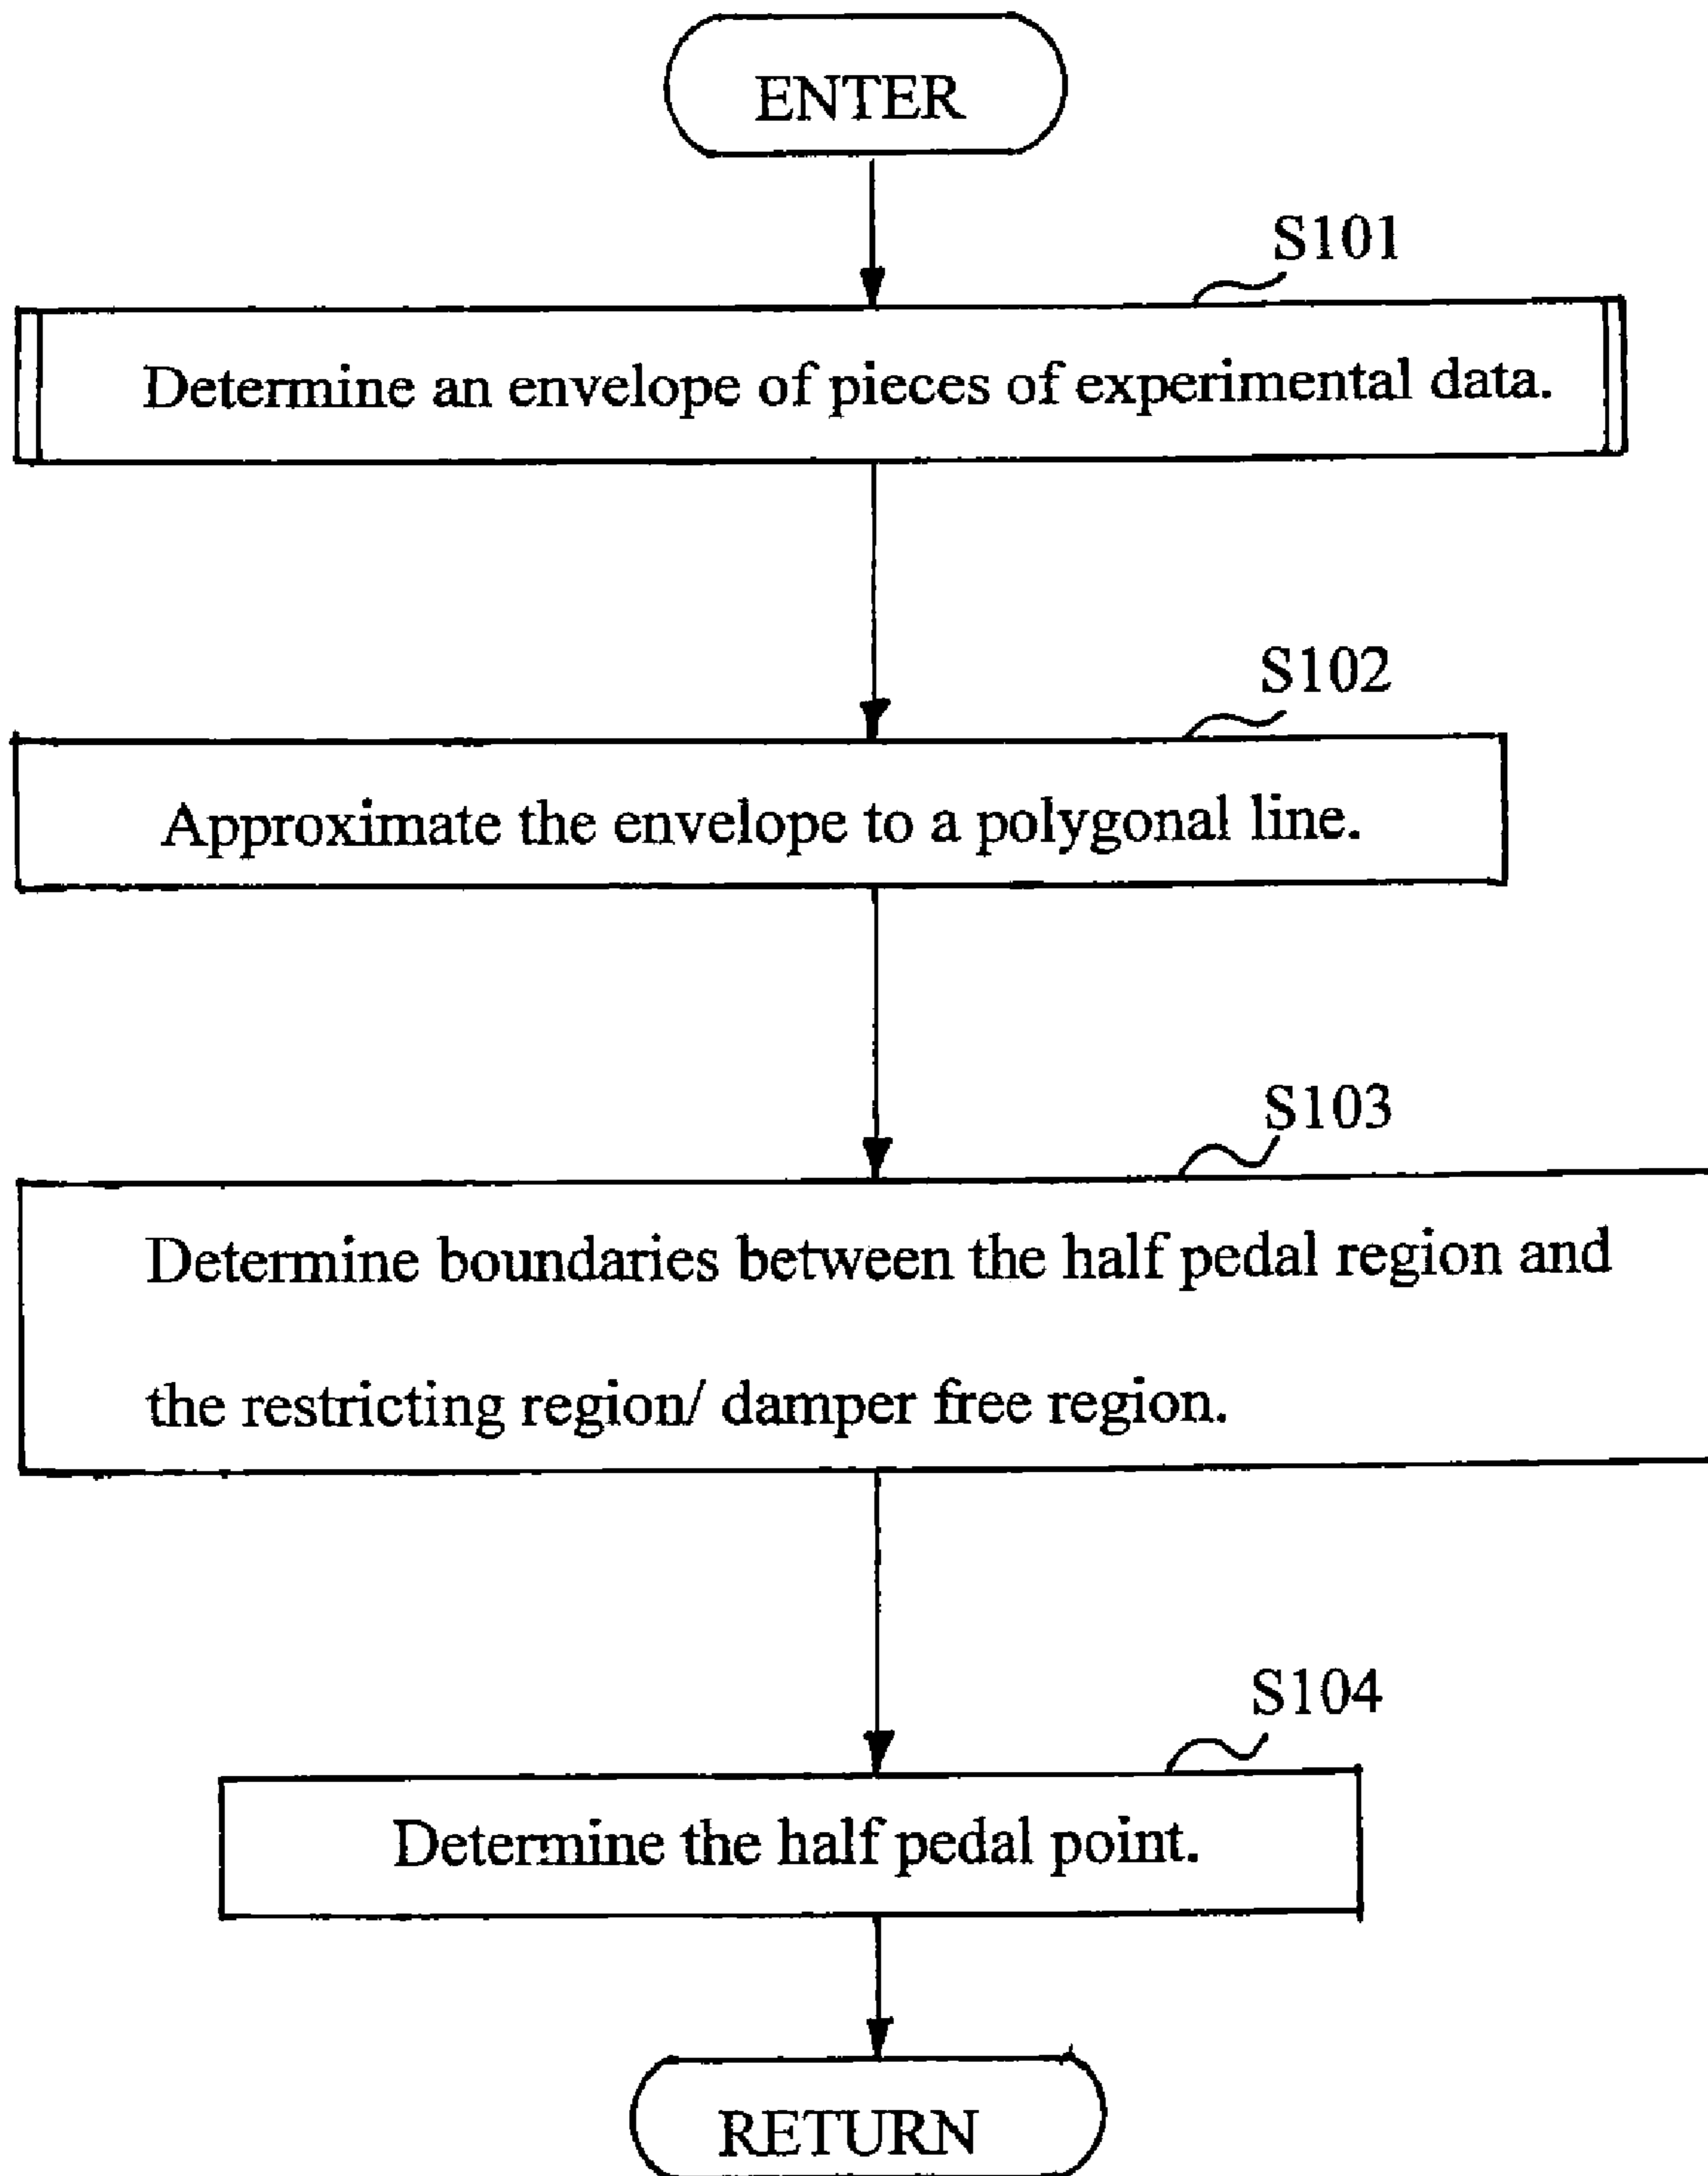 ENTER
S101
Determine an envelope of pieces of experimental data.
S102
Approximate the envelope to a polygonal line.
S103
Determine boundaries between the half pedal region and
the restricting region/ damper free region.
S104
Determine the half pedal point.
RETURN